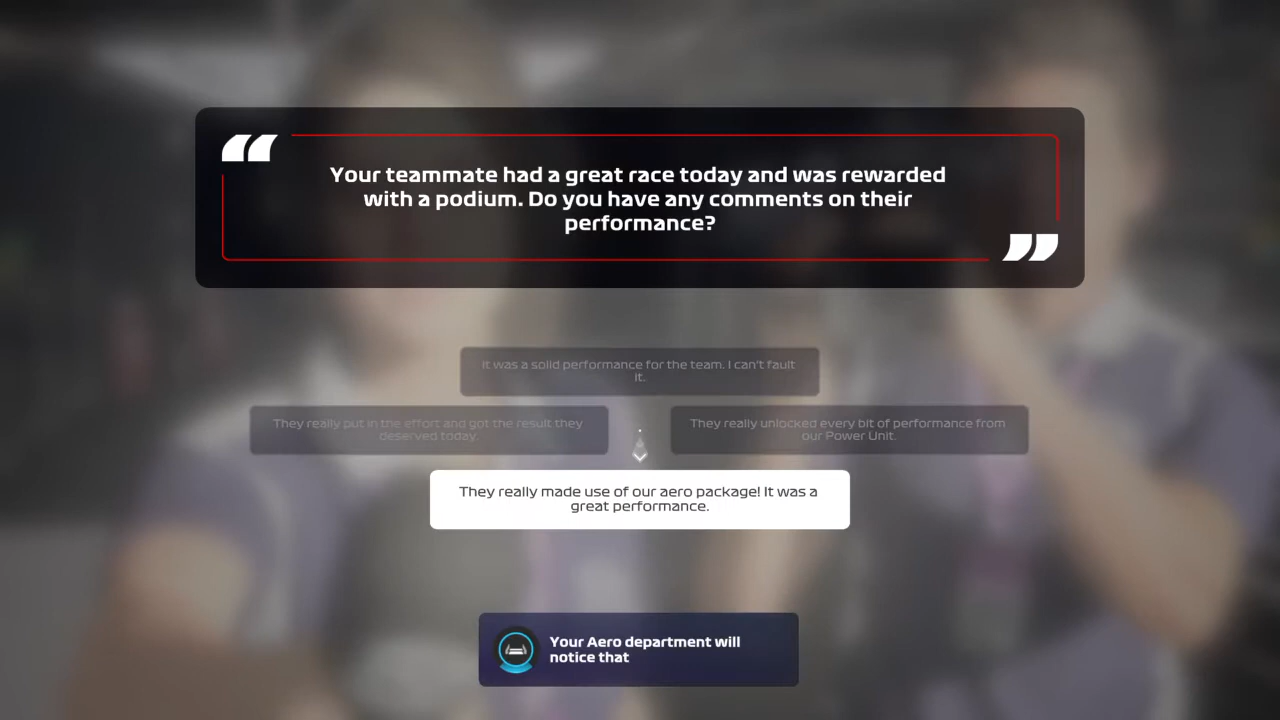 Your teammate had a great race today and was rewarded
with a podium. Do you have any comments on their
performance?
It was a solid performance for the team. I can't fault
it.
They really put in the effort and got the result they
deserved today.
They really unlocked every bit of performance from
our Power Unit.
They really made use of our aero package! It was a
great performance.
Your Aero department will
notice that